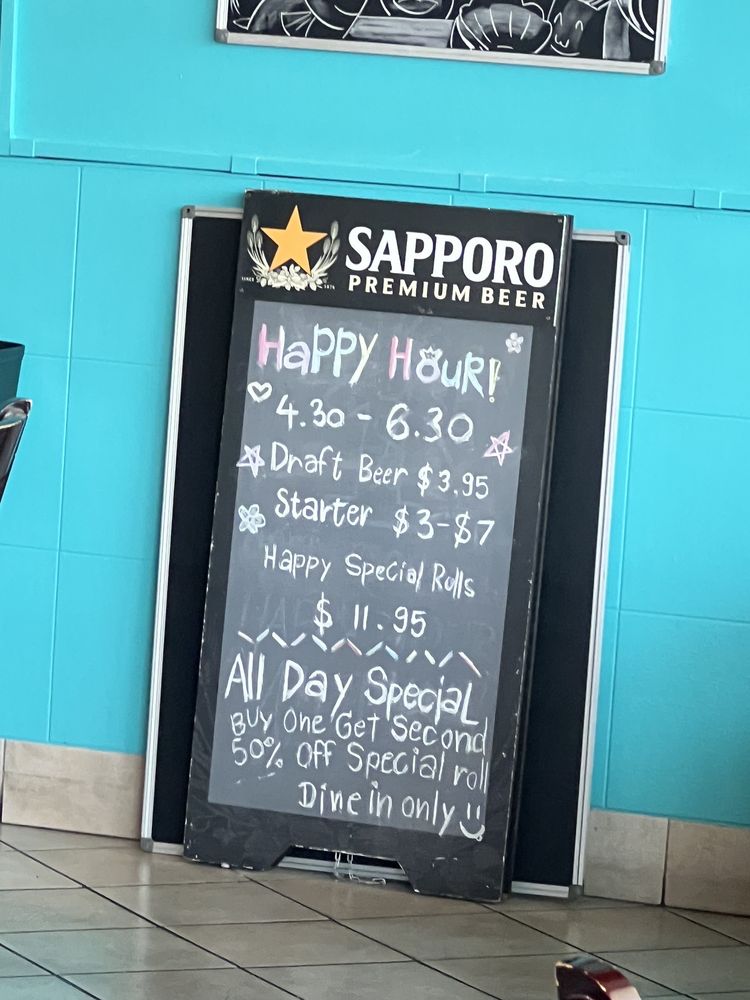 SAPPORO
PREMIUM BEER
Happy Hour!
4.30 - 6.30
Draft Beer $3.95
Starter $3-$7
Happy Special Rolls
$ 11.95
All Day Special
Buy One Get Second
50% Off Special roll
Dine in only